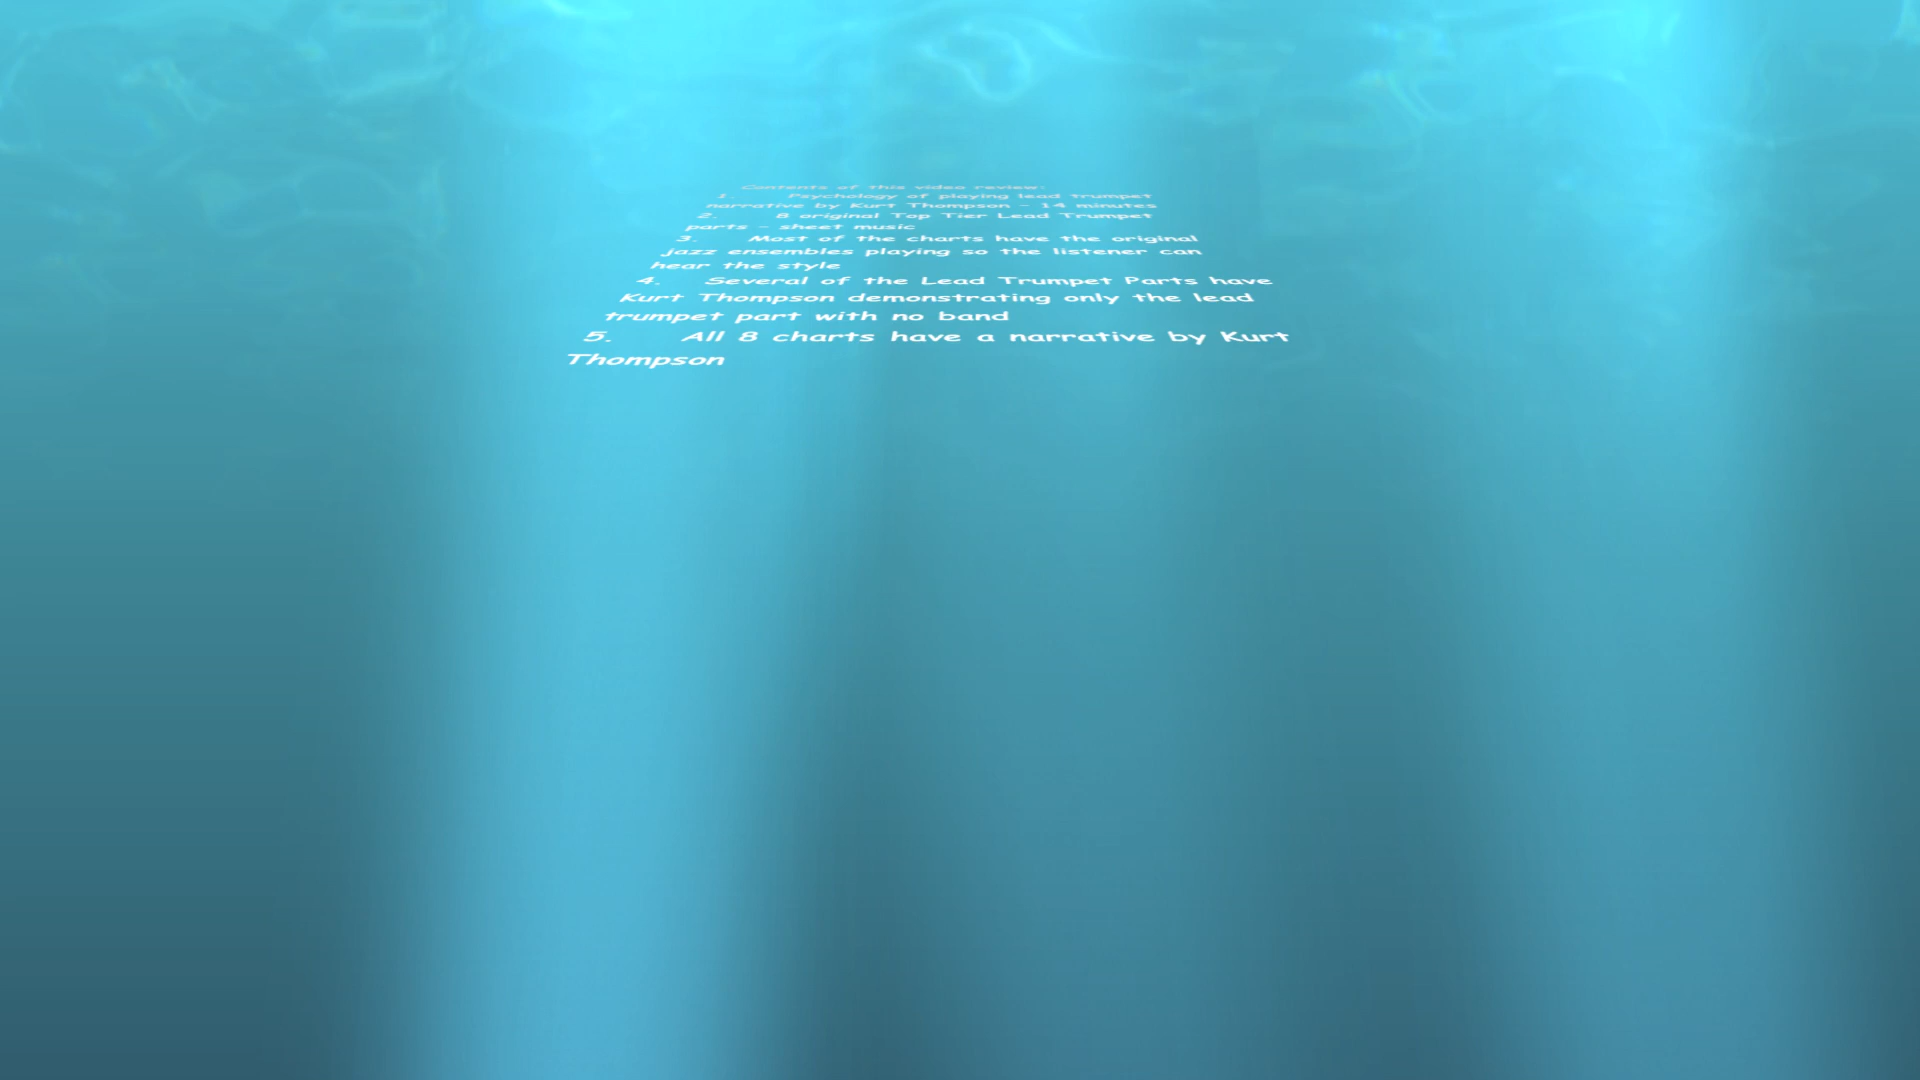 Contents of this video review:
1. Psychology of playing lead trumpet
narrative by Kurt Thompson - 14 minutes
2. 8 original Top Tier Lead Trumpet
parts - sheet music
3. Most of the charts have the original
jazz ensembles playing so the listener can
hear the style
4. Several of the Lead Trumpet Parts have
Kurt Thompson demonstrating only the lead
trumpet part with no band
5. All 8 charts have a narrative by Kurt
Thompson